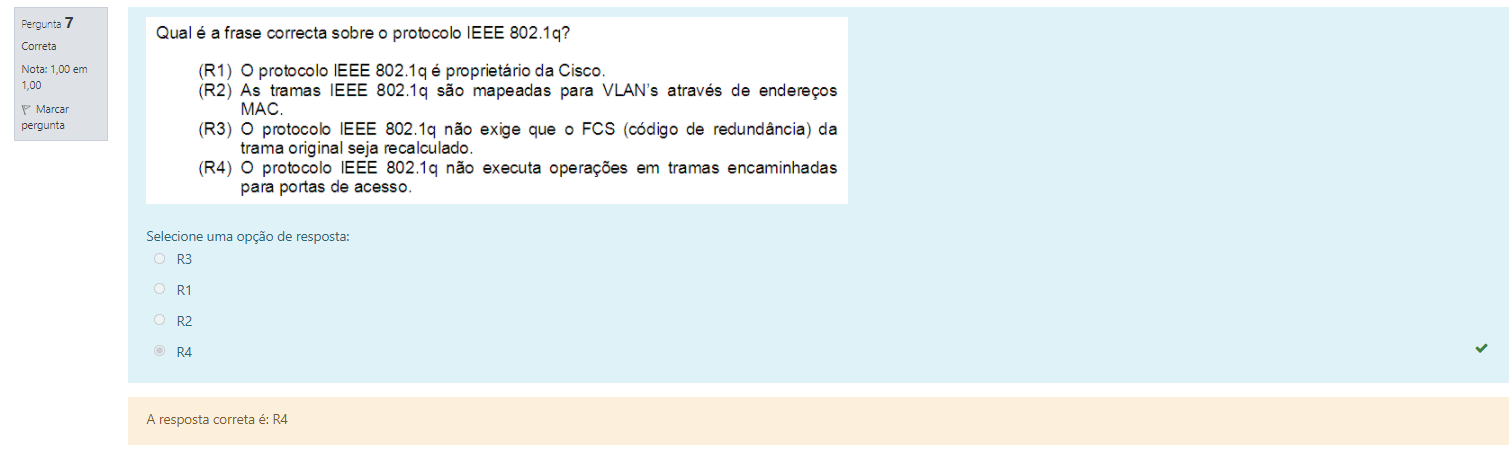 Pergunta 7
Correta
Nota: 1,00 em
1,00
Marcar
pergunta
Qual é a frase correcta sobre o protocolo IEEE 802.1q?
(R1) O protocolo IEEE 802.1q é proprietário da Cisco.
(R2) As tramas IEEE 802.1q são mapeadas para VLAN's através de endereços
MAC.
(R3) O protocolo IEEE 802.1q não exige que o FCS (código de redundância) da
trama original seja recalculado.
(R4) O protocolo IEEE 802.1q não executa operações em tramas encaminhadas
para portas de acesso.
Selecione uma opção de resposta:
R3
R1
R2
R4
A resposta correta é: R4